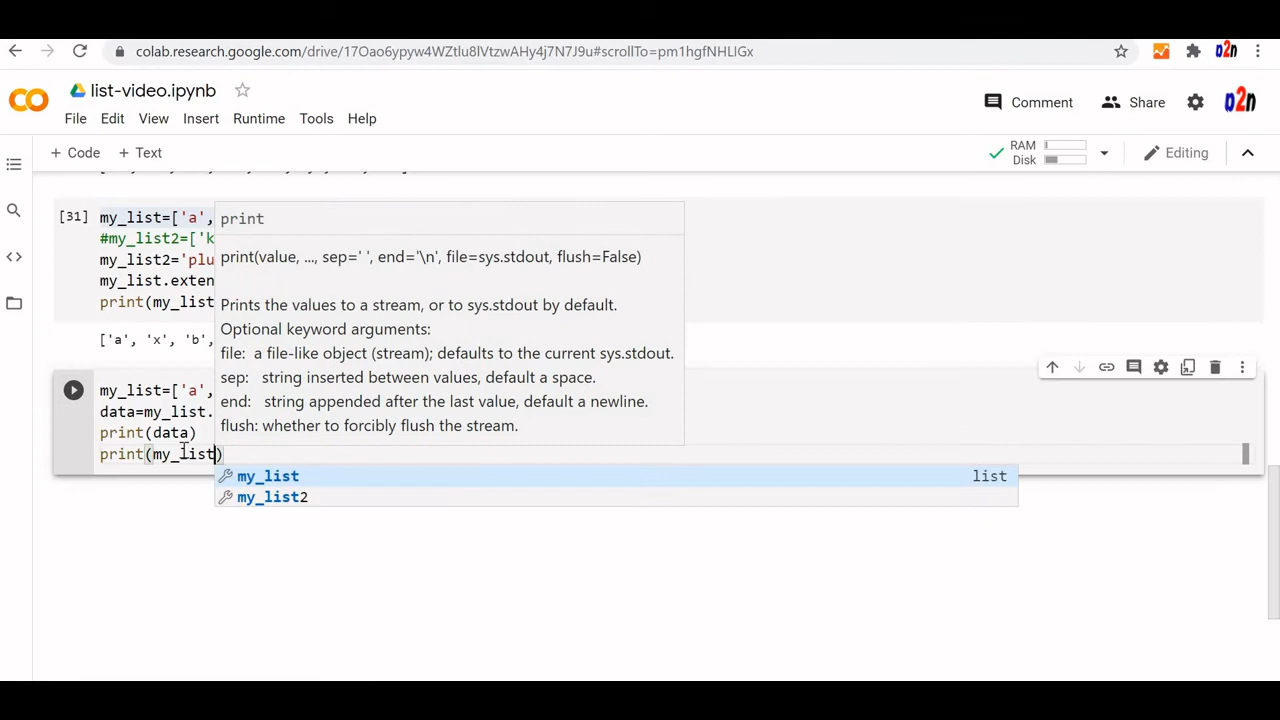 colab.research.google.com/drive/17Oao6ypyw4WZtlu8lVtzwAHy4j7N7J9u#scrollTo=pm1hgfNHLIGx
o2n
list-video.ipynb
Comment
Share
o2n
File Edit View Insert Runtime Tools Help
+ Code + Text
RAM
Disk
Editing
[31] my_list=['a',
#my_list2=['k
my_list2='plu
my_list.exten
print(my_list
['a', 'x', 'b',
print
print(value, ..., sep=' ', end='\n', file=sys.stdout, flush=False)
Prints the values to a stream, or to sys.stdout by default.
Optional keyword arguments:
file: a file-like object (stream); defaults to the current sys.stdout.
sep: string inserted between values, default a space.
end: string appended after the last value, default a newline.
flush: whether to forcibly flush the stream.
my_list=['a',
data=my_list.
print(data)
print(my_list)
my_list list
my_list2